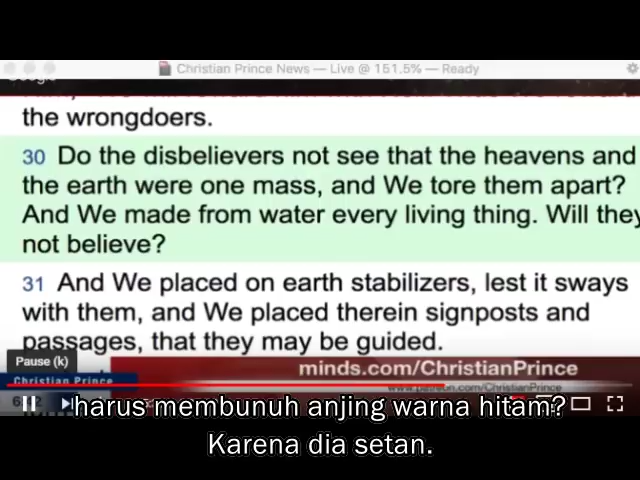 Christian Prince News — Live @ 151.5% — Ready
the wrongdoers.
30 Do the disbelievers not see that the heavens and
the earth were one mass, and We tore them apart?
And We made from water every living thing. Will they
not believe?
31 And We placed on earth stabilizers, lest it sways
with them, and We placed therein signposts and
passages, that they may be guided.
Pause (k)
minds.com/ChristianPrince
Christian Prince
www.patreon.com/ChristianPrince
harus membunuh anjing warna hitam?
Karena dia setan.